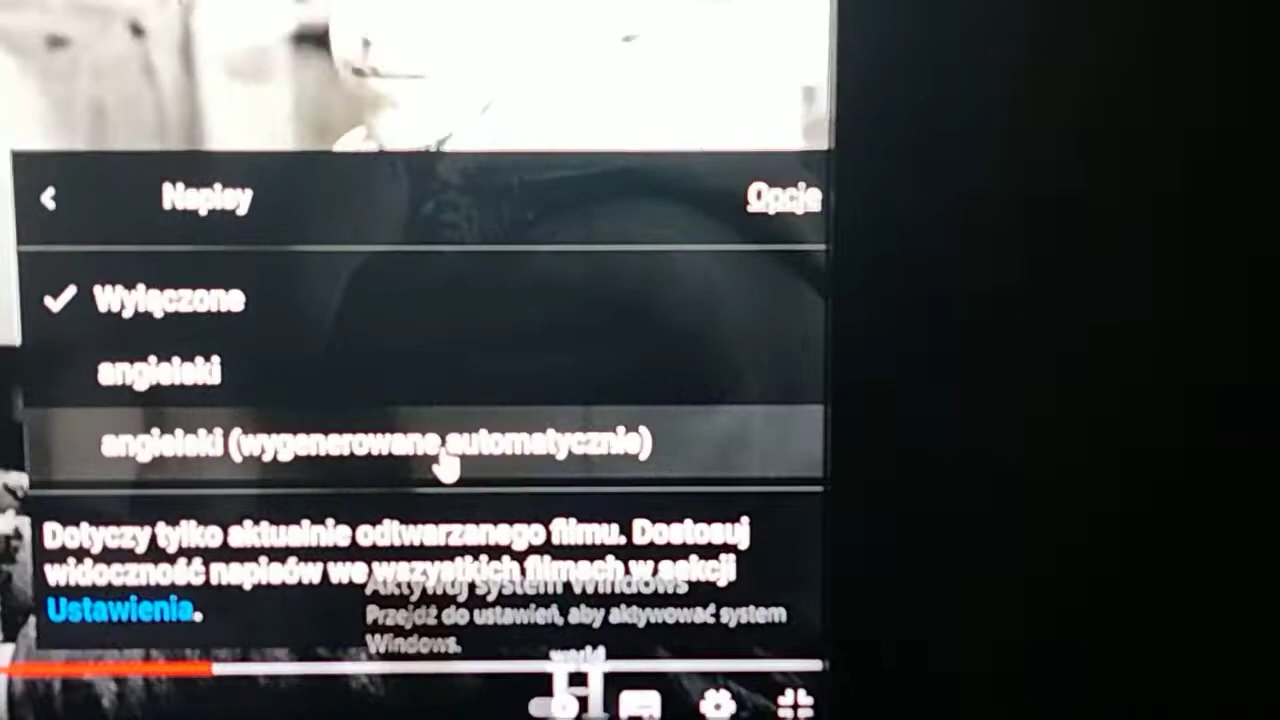 Napisy
Opcje
Wyłączone
angielski
angielski (wygenerowane automatycznie)
Dotyczy tylko aktualnie odtwarzanego filmu. Dostosuj
widoczność napisów we wszystkich filmach w sekcji
Aktywuj system Windows
Ustawienia.
Przejdź do ustawień, aby aktywować system
Windows.
world
H